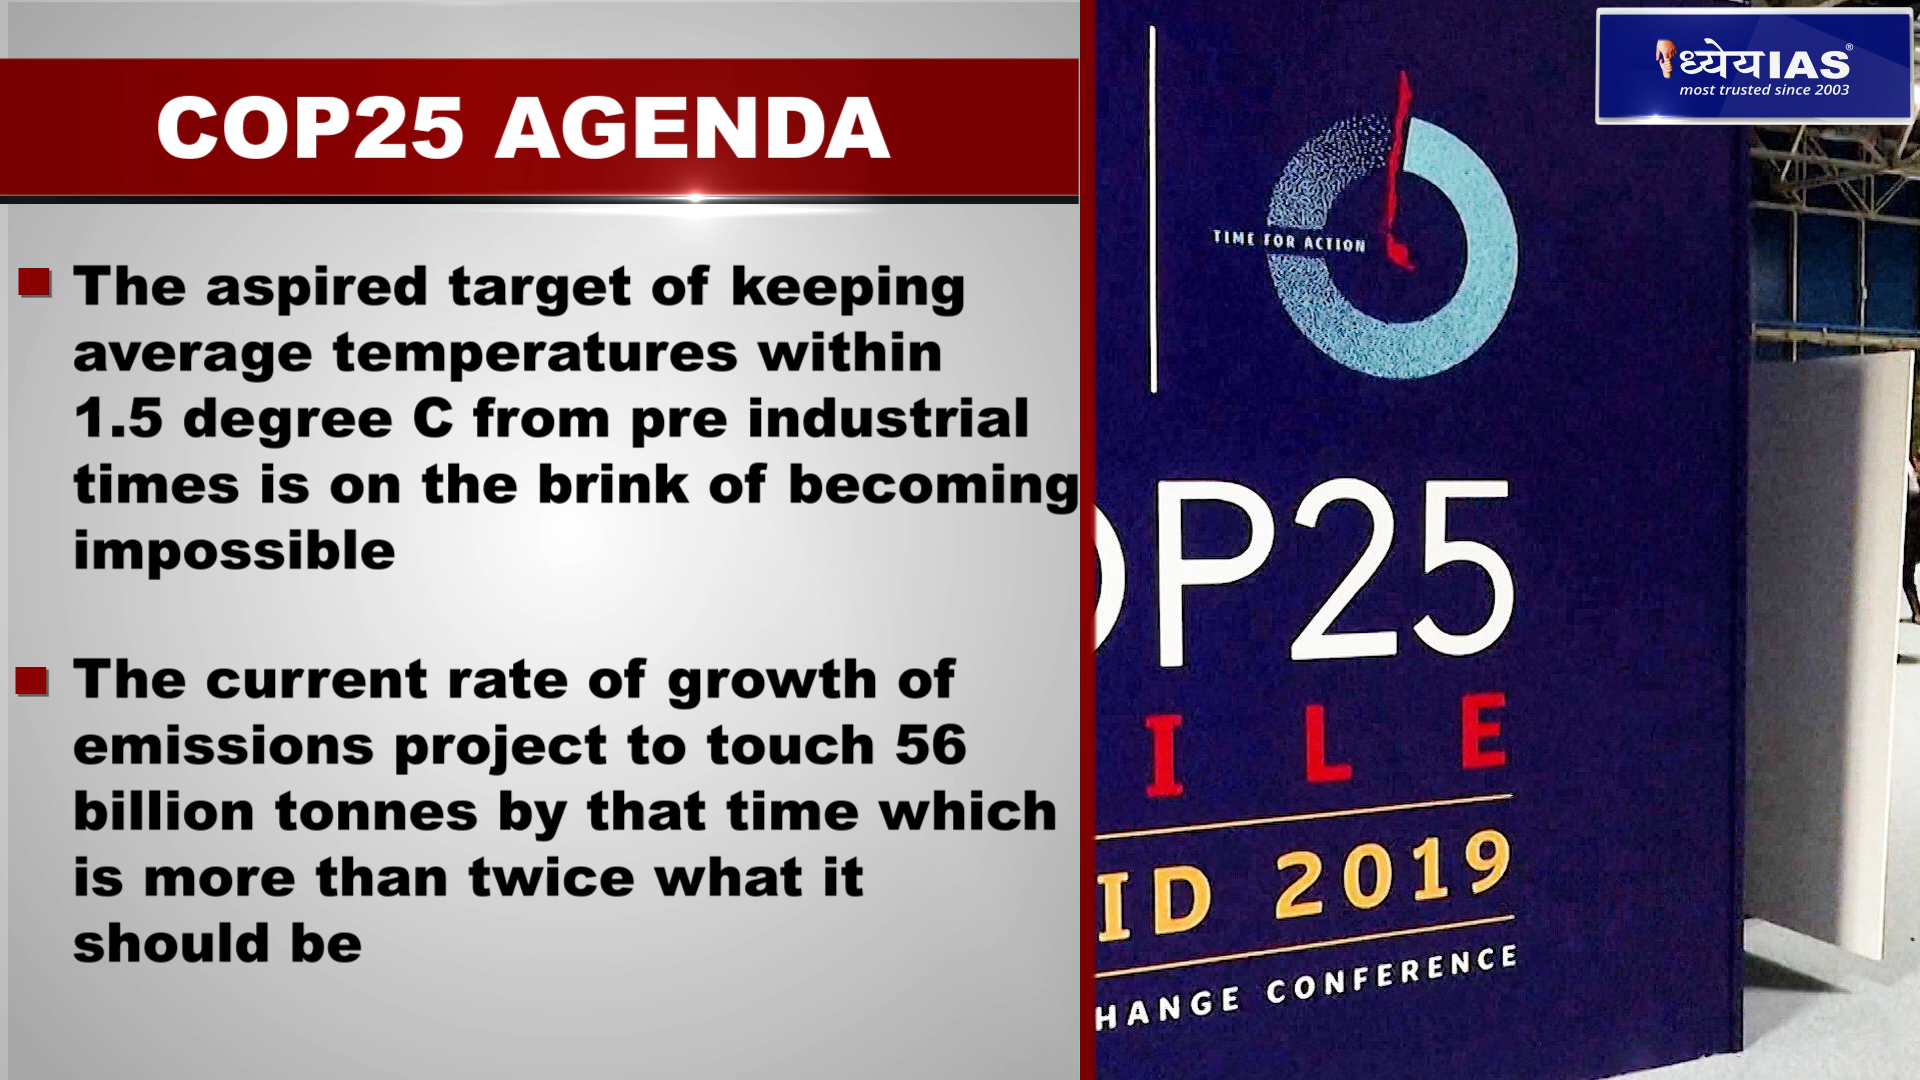 COP25 AGENDA
The aspired target of keeping
average temperatures within
1.5 degree C from pre industrial
times is on the brink of becoming
impossible
The current rate of growth of
emissions project to touch 56
billion tonnes by that time which
is more than twice what it
should be
ध्येयIAS®
most trusted since 2003
TIME FOR ACTION
OP25
ILE
ID 2019
HANGE CONFERENCE